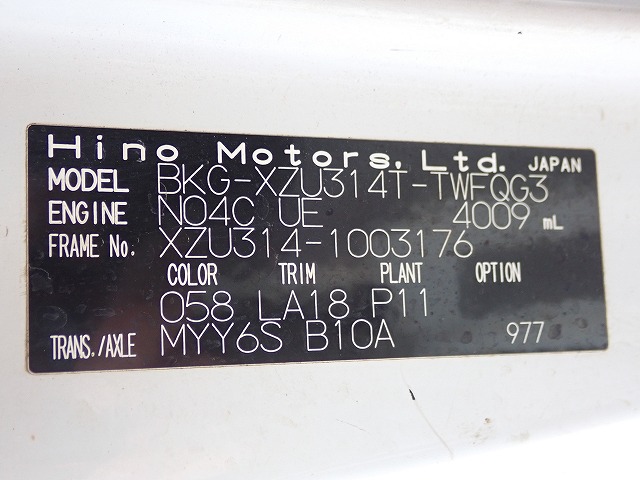 Hino Motors, Ltd. JAPAN
MODEL BKG-XZU314T-TWFQG3
ENGINE N04C UE 4009 mL
FRAME No. XZU314-1003176
COLOR TRIM PLANT OPTION
058 LA18 P11
TRANS./AXLE MYY6S B10A 977